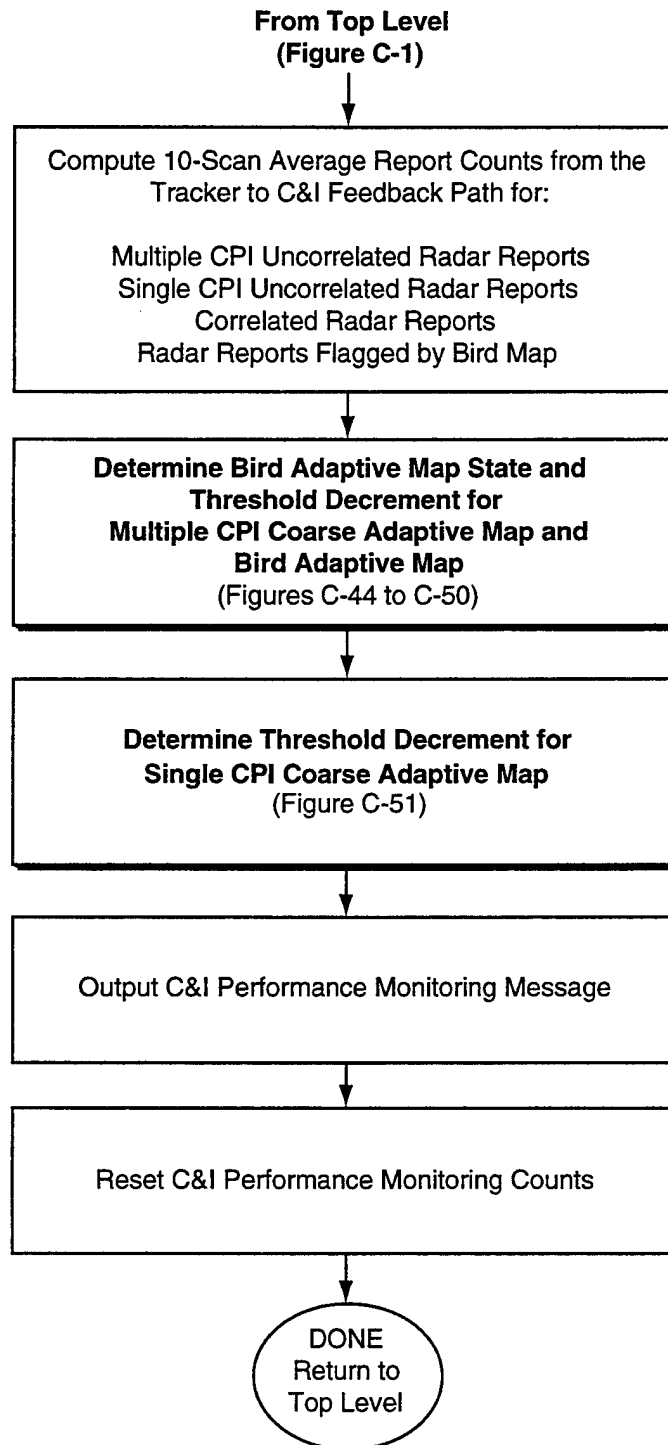 From Top Level
(Figure C-1)
Compute 10-Scan Average Report Counts from the
Tracker to C&I Feedback Path for:
Multiple CPI Uncorrelated Radar Reports
Single CPI Uncorrelated Radar Reports
Correlated Radar Reports
Radar Reports Flagged by Bird Map
Determine Bird Adaptive Map State and
Threshold Decrement for
Multiple CPI Coarse Adaptive Map and
Bird Adaptive Map
(Figures C-44 to C-50)
Determine Threshold Decrement for
Single CPI Coarse Adaptive Map
(Figure C-51)
Output C&I Performance Monitoring Message
Reset C&I Performance Monitoring Counts
DONE
Return to
Top Level